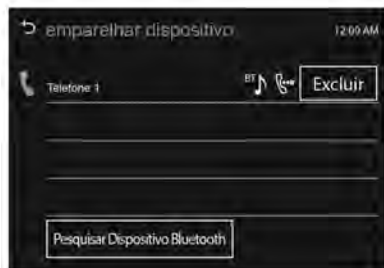 emparelhar dispositivo 12:00 AM
Telefone 1 BT Excluir
Pesquisar Dispositivo Bluetooth